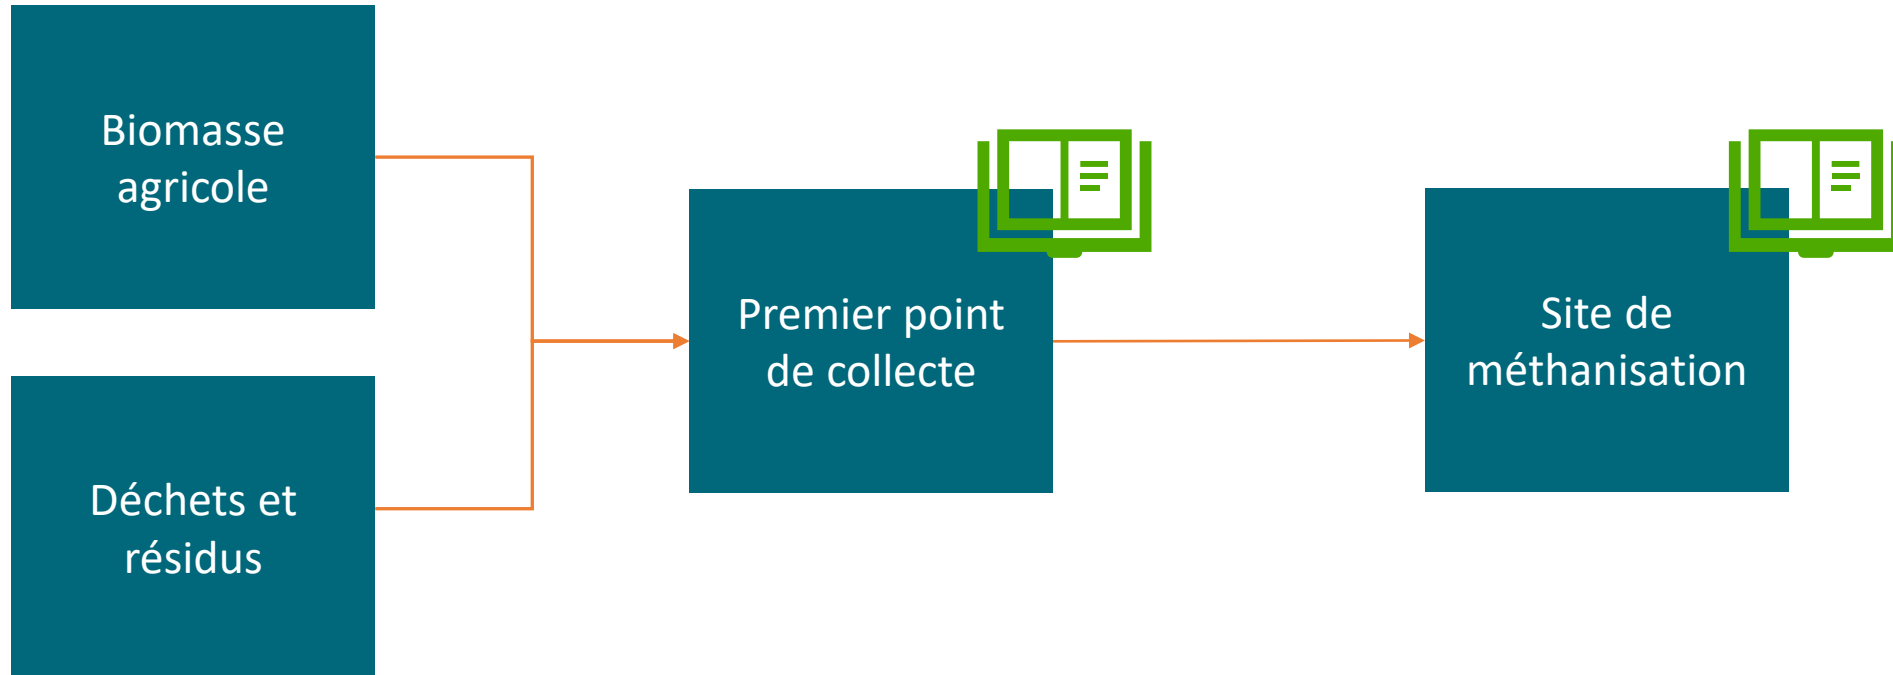 Biomasse
agricole
Déchets et
résidus
Premier point
de collecte
Site de
méthanisation